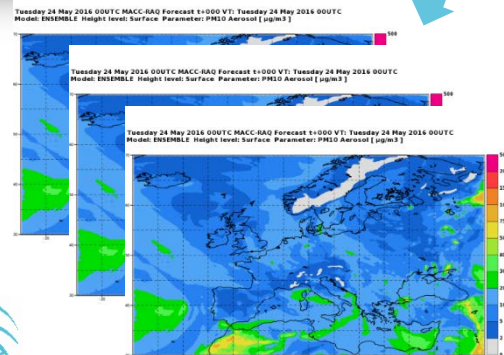 Tuesday 24 May 2016 00UTC MACC-RAQ Forecast t+000 VT: Tuesday 24 May 2016 00UTC
Model: ENSEMBLE Height level: Surface Parameter: PM10 Aerosol [ µg/m3 ]
500
Tuesday 24 May 2016 00UTC MACC-RAQ Forecast t+000 VT: Tuesday 24 May 2016 00UTC
Model: ENSEMBLE Height level: Surface Parameter: PM10 Aerosol [ µg/m3 ]
500
Tuesday 24 May 2016 00UTC MACC-RAQ Forecast t+000 VT: Tuesday 24 May 2016 00UTC
Model: ENSEMBLE Height level: Surface Parameter: PM10 Aerosol [ µg/m3 ]